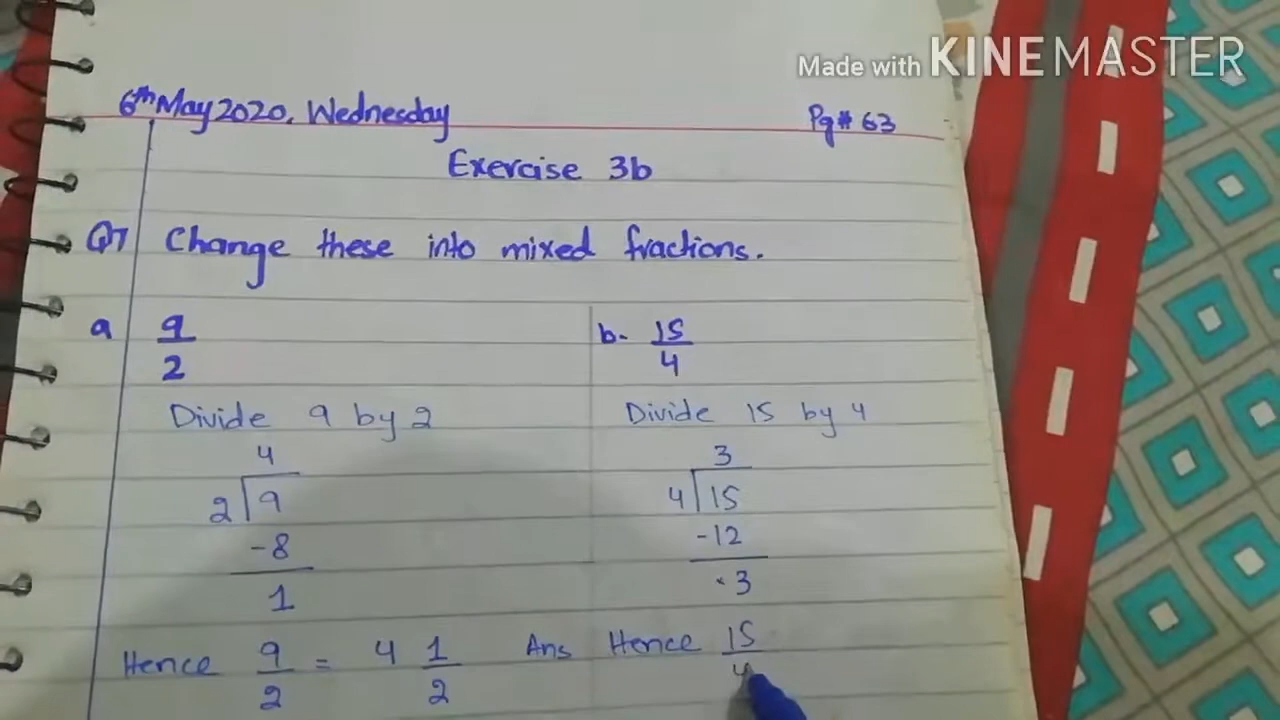 Made with KINEMASTER
6th May 2020, Wednesday Pg# 63
Exercise 3b
Q7 Change these into mixed fractions.
a 9/2 b. 15/4
Divide 9 by 2 Divide 15 by 4
4 3
2 9 4 15
-8 -12
1 3
Hence 9/2 = 4 1/2 Ans Hence 15/4